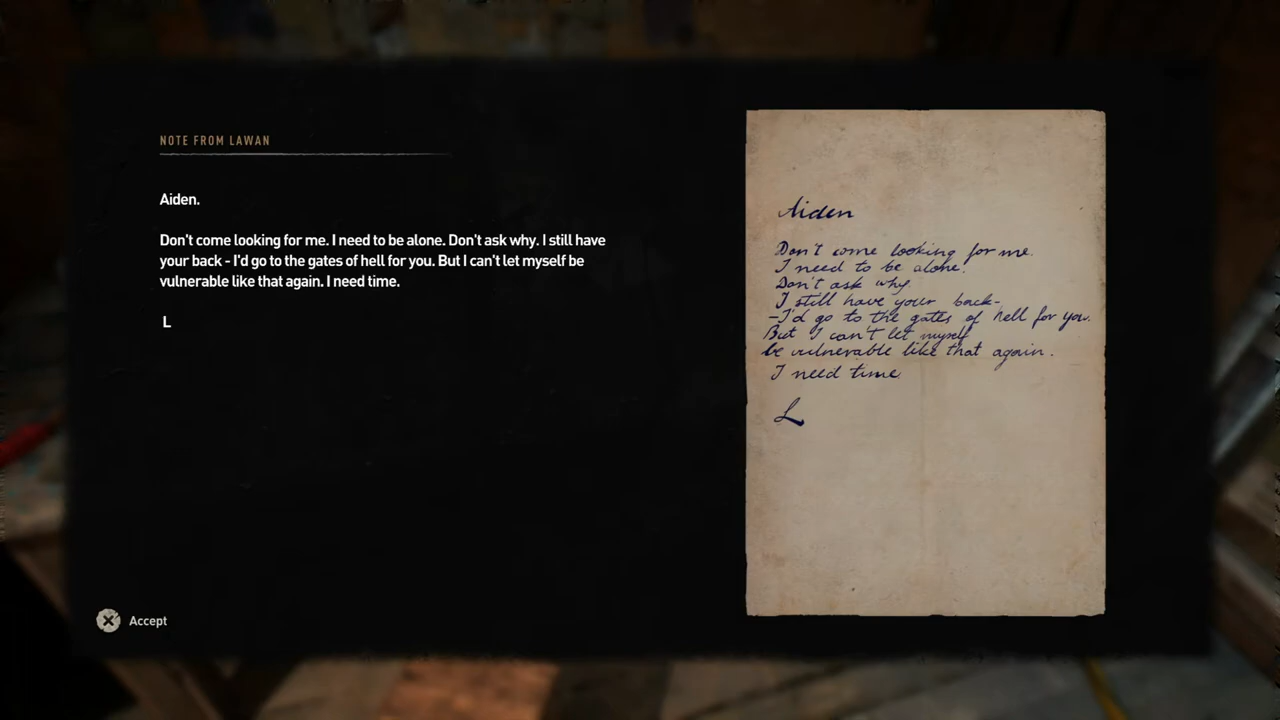 NOTE FROM LAWAN
Aiden.
Don't come looking for me. I need to be alone. Don't ask why. I still have
your back - I'd go to the gates of hell for you. But I can't let myself be
vulnerable like that again. I need time.
L
Accept
Aiden
Don't come looking for me.
I need to be alone.
Don't ask why
I still have your back-
-I'd go to the gates of hell for you.
But I can't let myself
be vulnerable like that again.
I need time
L